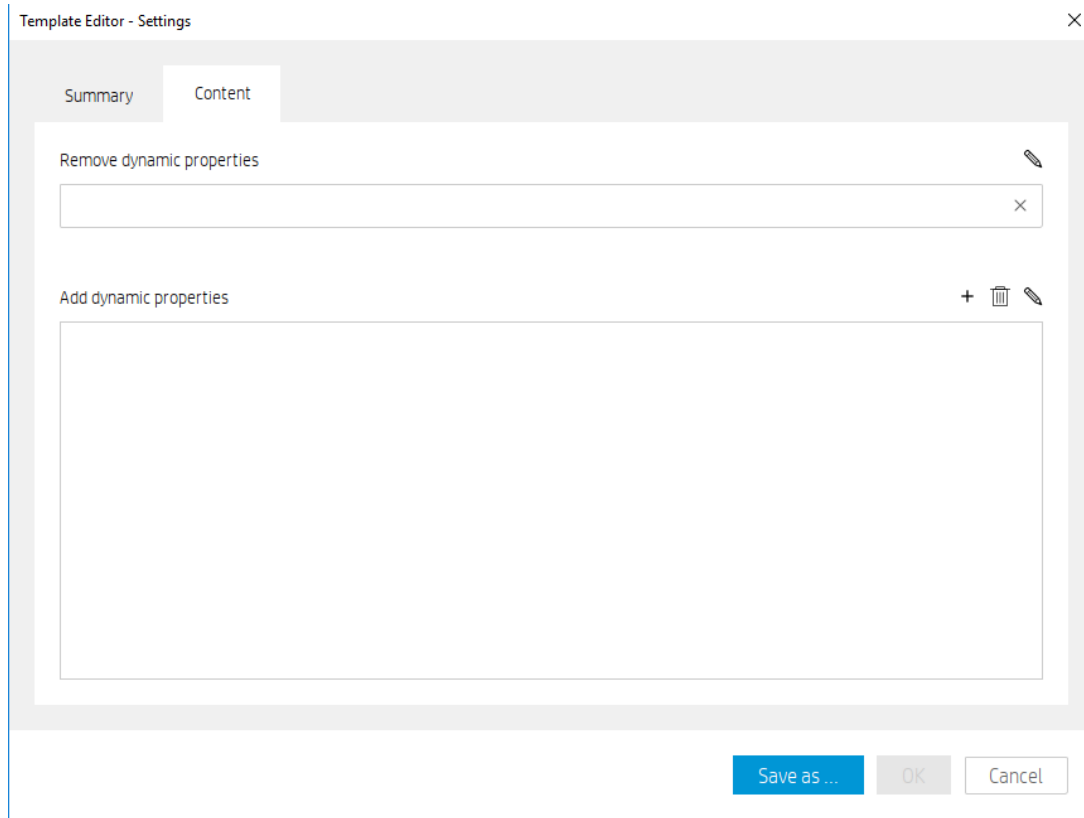 Template Editor - Settings
Summary
Content
Remove dynamic properties
Add dynamic properties
Save as ...
OK
Cancel